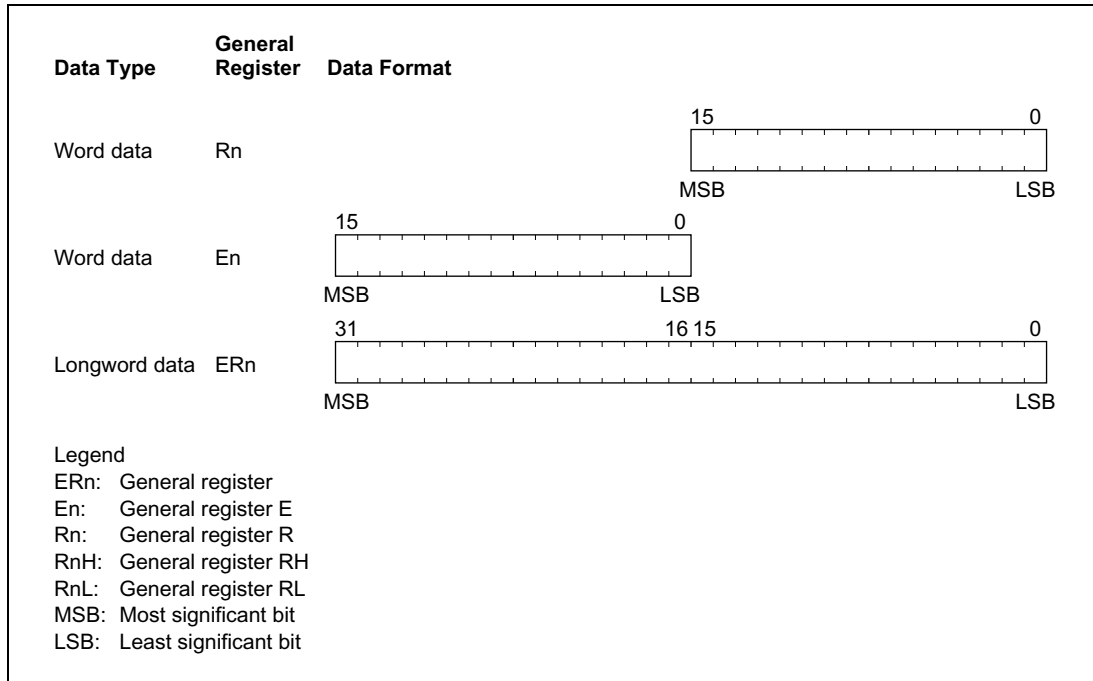 General
Data Type Register Data Format
15 0
Word data Rn
MSB LSB
15 0
Word data En
MSB LSB
31 16 15 0
Longword data ERn
MSB LSB
Legend
ERn: General register
En: General register E
Rn: General register R
RnH: General register RH
RnL: General register RL
MSB: Most significant bit
LSB: Least significant bit